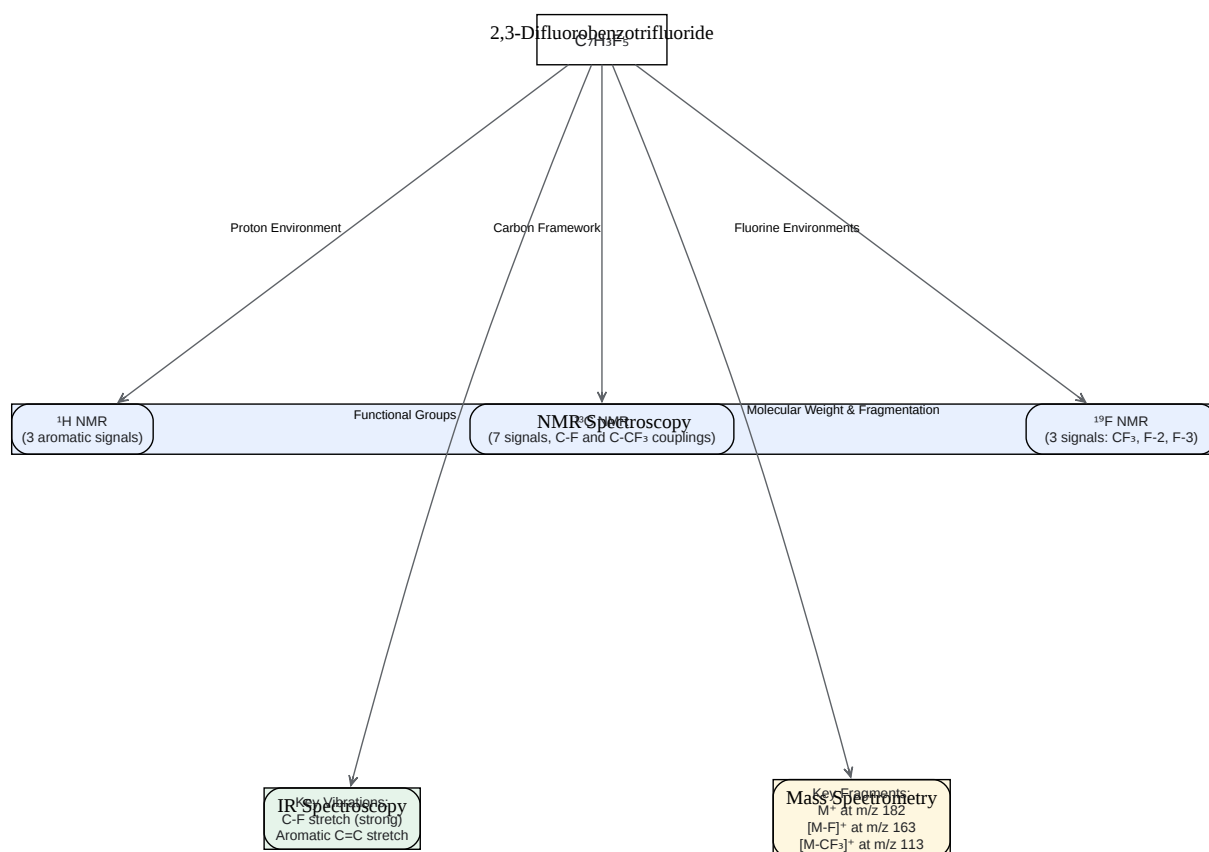 2,3-Difluorobenzotrifluoride
C₇H₃F₅
Proton Environment
Carbon Framework
Fluorine Environments
Functional Groups
Molecular Weight & Fragmentation
NMR Spectroscopy
¹H NMR
(3 aromatic signals)
¹³C NMR
(7 signals, C-F and C-CF₃ couplings)
¹⁹F NMR
(3 signals: CF₃, F-2, F-3)
IR Spectroscopy
Key Vibrations:
C-F stretch (strong)
Aromatic C=C stretch
Mass Spectrometry
Key Fragments:
M⁺ at m/z 182
[M-F]⁺ at m/z 163
[M-CF₃]⁺ at m/z 113